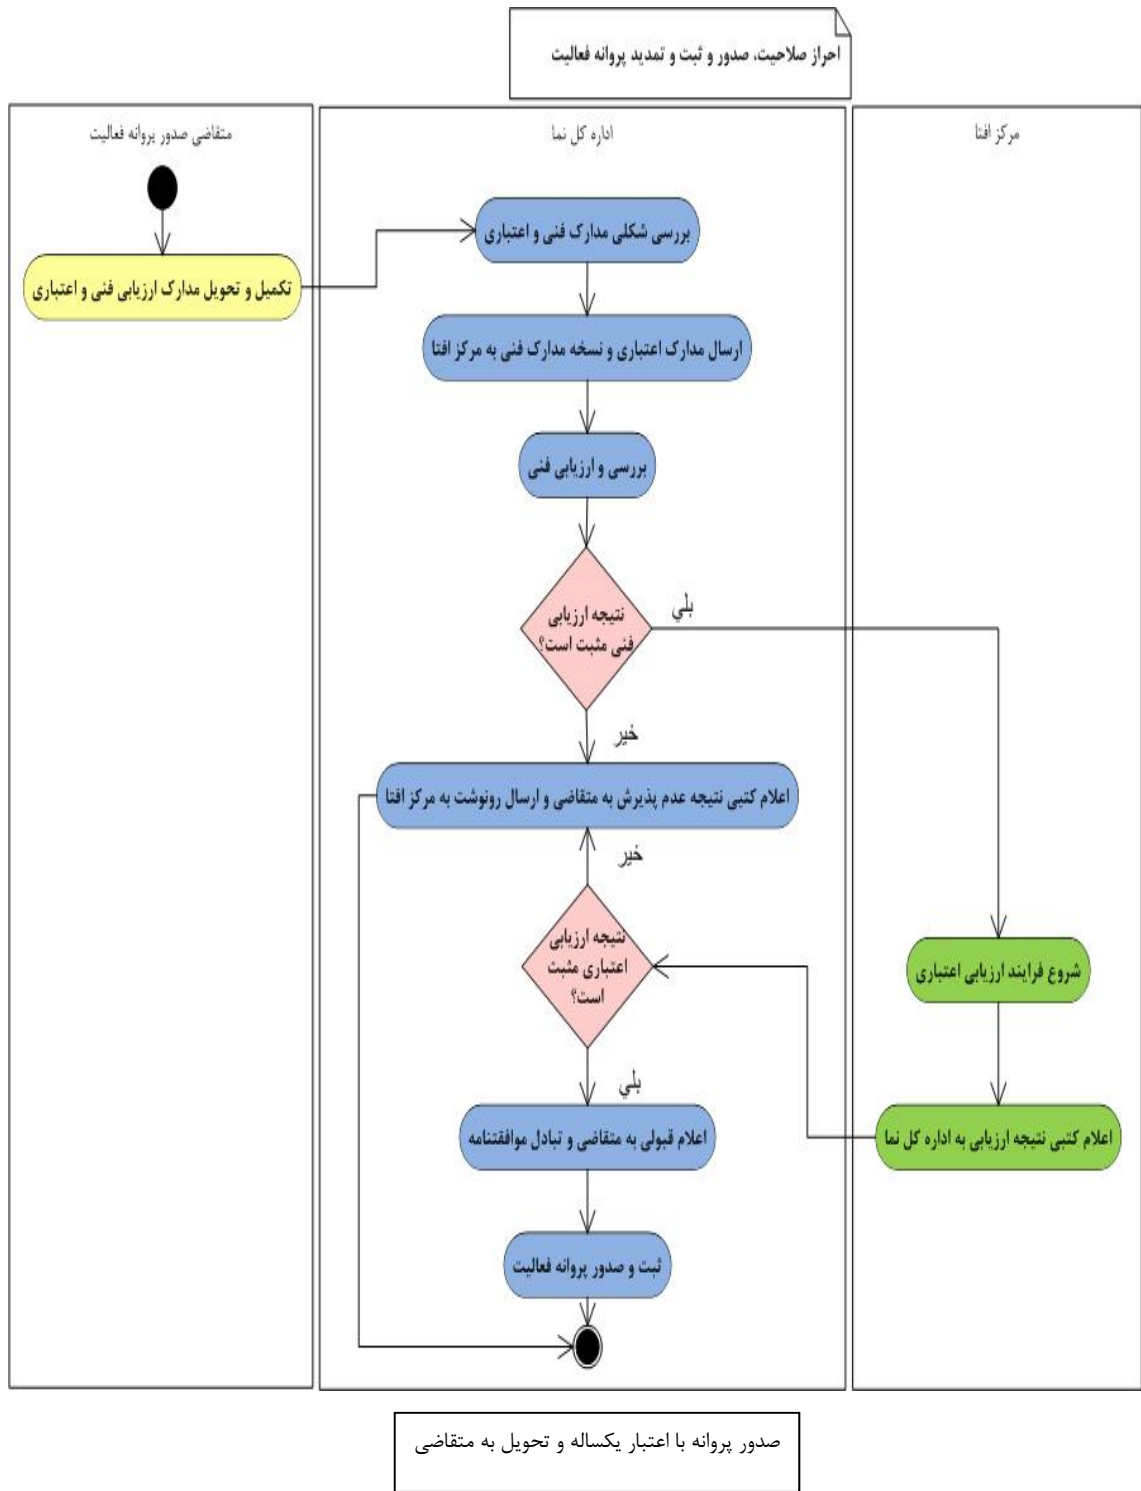 احراز صلاحیت، صدور و ثبت و تمدید پروانه فعالیت
متقاضی صدور پروانه فعالیت
اداره کل نما
مرکز افتا
تکمیل و تحویل مدارک ارزیابی فنی و اعتباری
بررسی شکلی مدارک فنی و اعتباری
ارسال مدارک اعتباری و نسخه مدارک فنی به مرکز افتا
بررسی و ارزیابی فنی
نتیجه ارزیابی
فنی مثبت است؟
بلي
خیر
اعلام کتبی نتیجه عدم پذیرش به متقاضی و ارسال رونوشت به مرکز افتا
خیر
نتیجه ارزیابی
اعتباری مثبت
است؟
شروع فرایند ارزیابی اعتباری
اعلام کتبی نتیجه ارزیابی به اداره کل نما
بلي
اعلام قبولی به متقاضی و تبادل موافقتنامه
ثبت و صدور پروانه فعالیت
صدور پروانه با اعتبار یکساله و تحویل به متقاضی